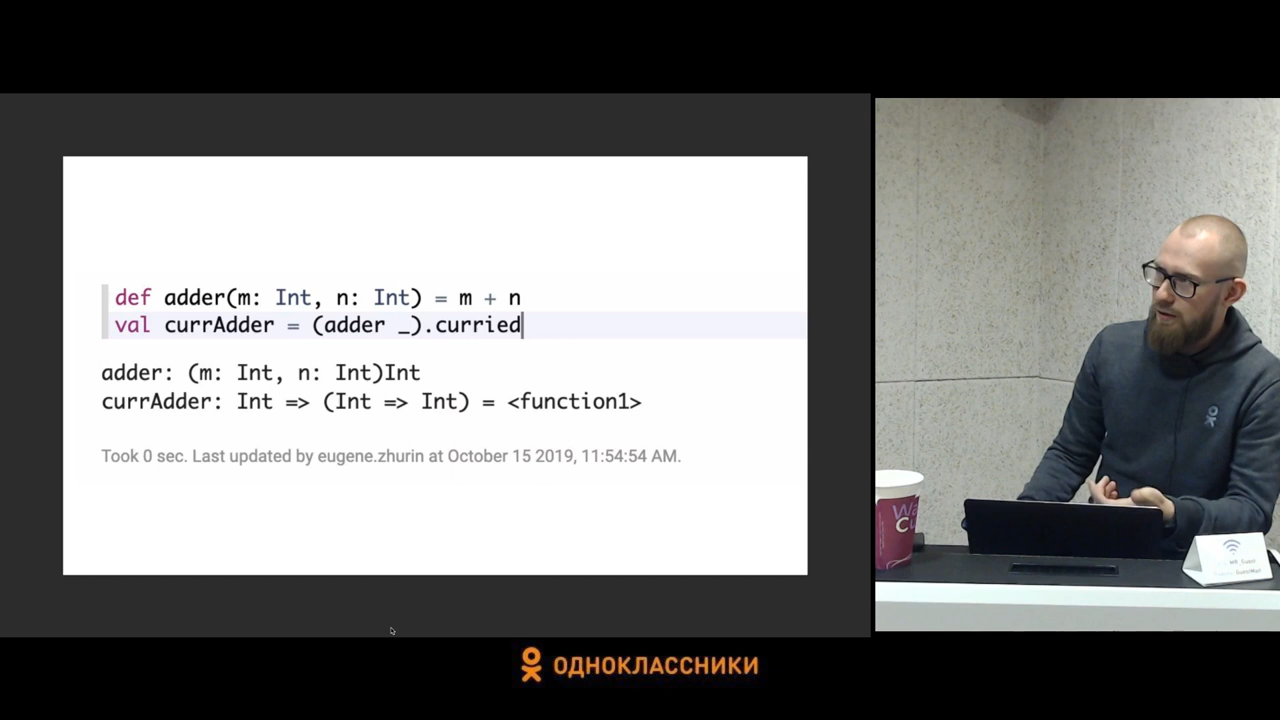 def adder(m: Int, n: Int) = m + n
val currAdder = (adder _).curried
adder: (m: Int, n: Int)Int
currAdder: Int => (Int => Int) = <function1>
Took 0 sec. Last updated by eugene.zhurin at October 15 2019, 11:54:54 AM.
ОДНОКЛАССНИКИ